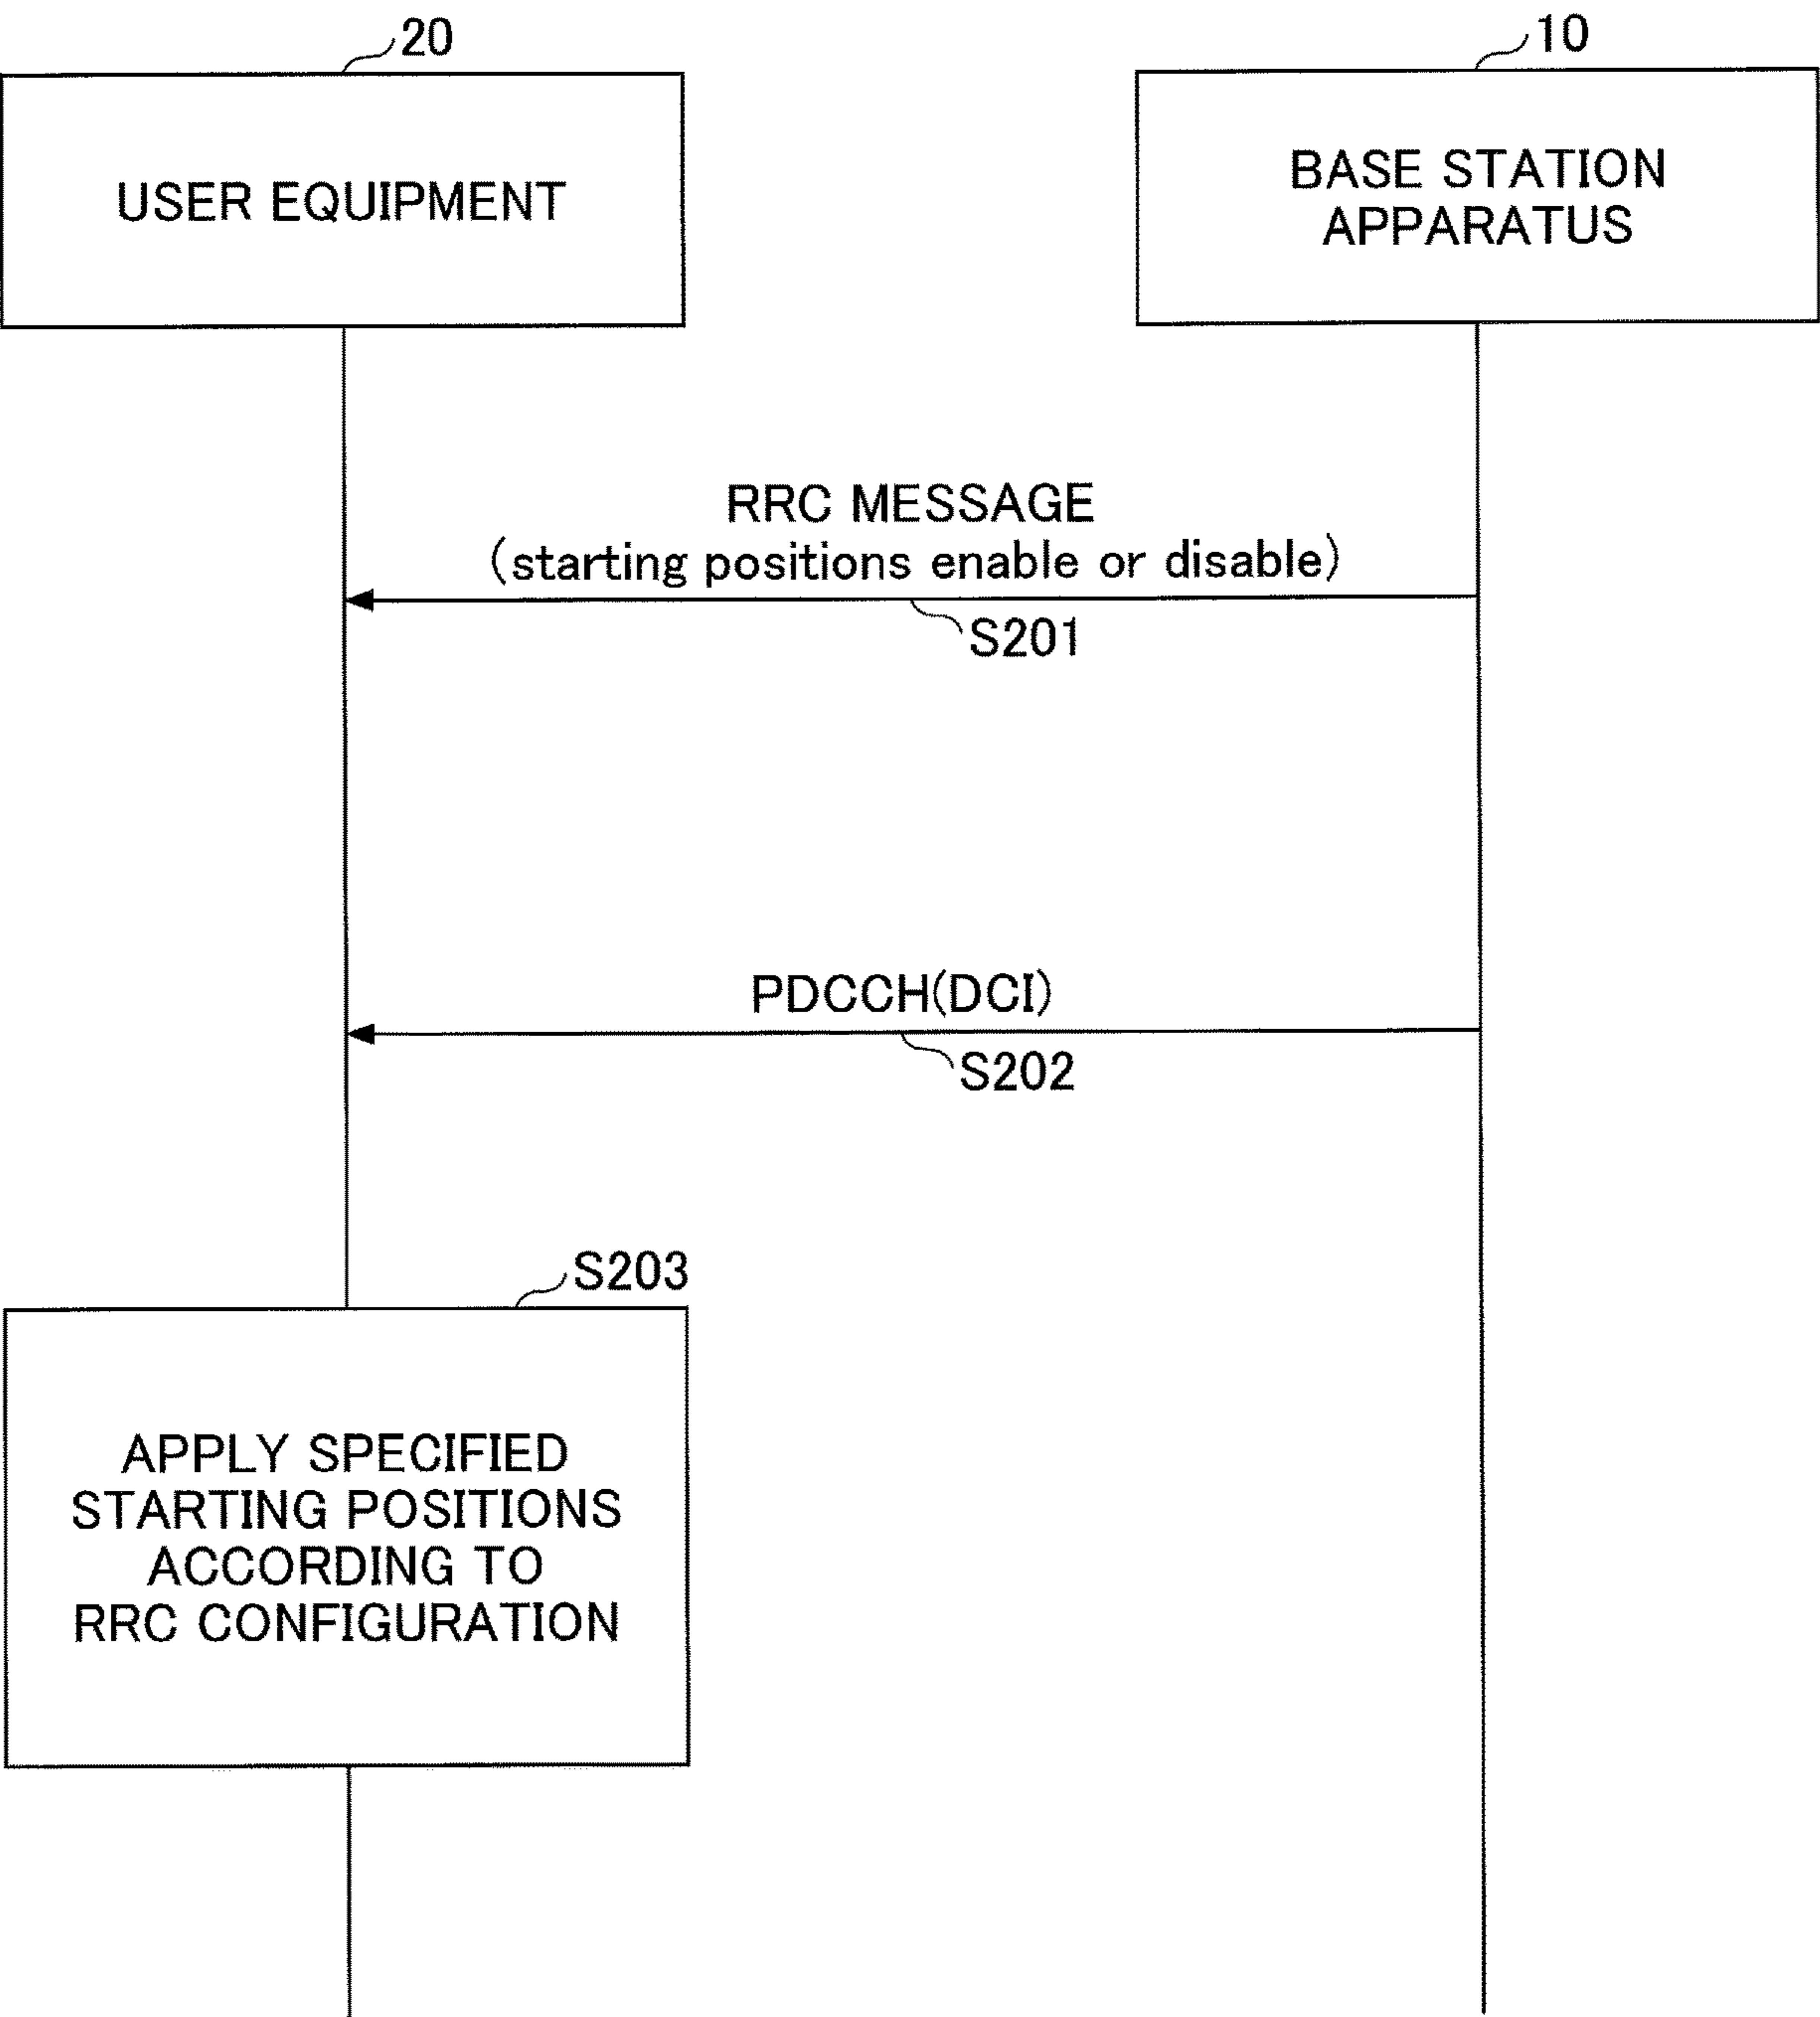 20
10
USER EQUIPMENT
BASE STATION
APPARATUS
RRC MESSAGE
(starting positions enable or disable)
S201
PDCCH(DCI)
S202
S203
APPLY SPECIFIED
STARTING POSITIONS
ACCORDING TO
RRC CONFIGURATION